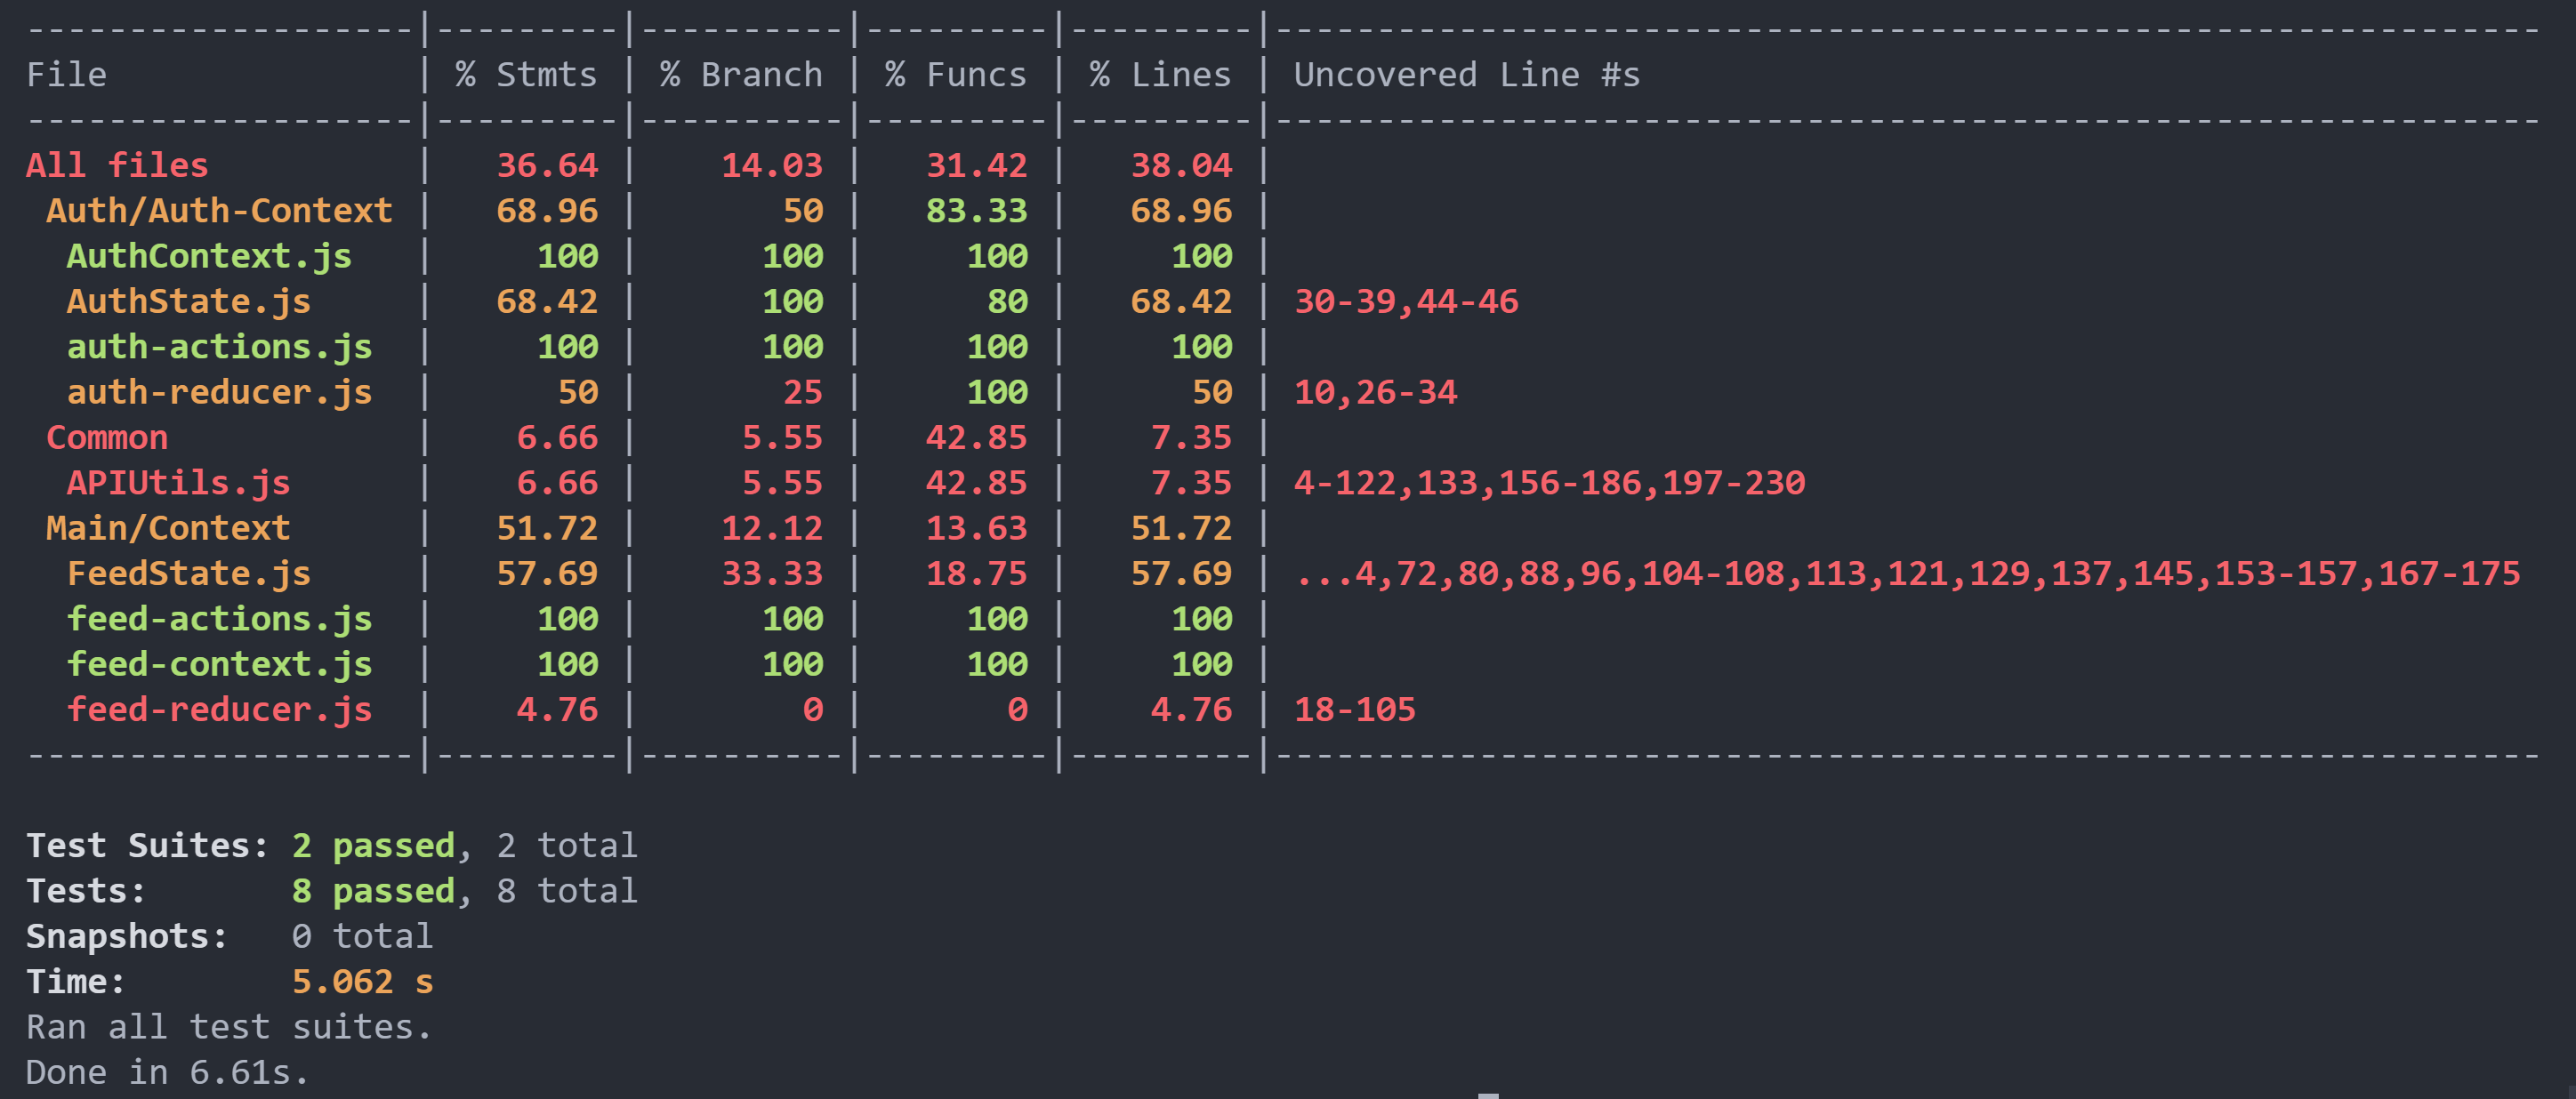 -------------------|---------|----------|---------|---------|--------------------------------------------------------------
File               | % Stmts | % Branch | % Funcs | % Lines | Uncovered Line #s
-------------------|---------|----------|---------|---------|--------------------------------------------------------------
All files          |   36.64 |    14.03 |   31.42 |   38.04 |
 Auth/Auth-Context |   68.96 |       50 |   83.33 |   68.96 |
  AuthContext.js   |     100 |      100 |     100 |     100 |
  AuthState.js     |   68.42 |      100 |      80 |   68.42 | 30-39,44-46
  auth-actions.js  |     100 |      100 |     100 |     100 |
  auth-reducer.js  |      50 |       25 |     100 |      50 | 10,26-34
 Common            |    6.66 |     5.55 |   42.85 |    7.35 |
  APIUtils.js      |    6.66 |     5.55 |   42.85 |    7.35 | 4-122,133,156-186,197-230
 Main/Context      |   51.72 |    12.12 |   13.63 |   51.72 |
  FeedState.js     |   57.69 |    33.33 |   18.75 |   57.69 | ...4,72,80,88,96,104-108,113,121,129,137,145,153-157,167-175
  feed-actions.js  |     100 |      100 |     100 |     100 |
  feed-context.js  |     100 |      100 |     100 |     100 |
  feed-reducer.js  |    4.76 |        0 |       0 |    4.76 | 18-105
-------------------|---------|----------|---------|---------|--------------------------------------------------------------
Test Suites: 2 passed, 2 total
Tests:       8 passed, 8 total
Snapshots:   0 total
Time:        5.062 s
Ran all test suites.
Done in 6.61s.